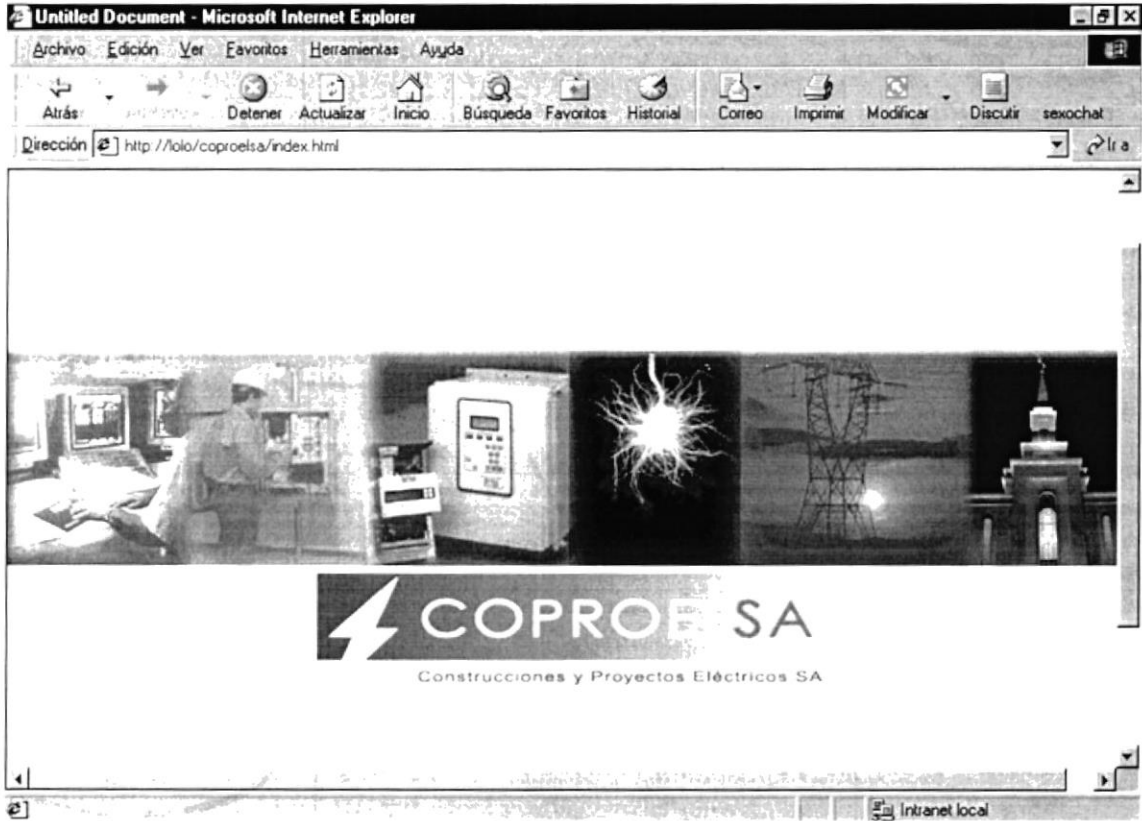 Untitled Document - Microsoft Internet Explorer
Archivo Edición Ver Favoritos Herramientas Ayuda
Atrás Detener Actualizar Inicio Búsqueda Favoritos Historial Correo Imprimir Modificar Discutir sexochat
Dirección http://lolo/coproelsa/index.html Ir a
COPROE SA
Construcciones y Proyectos Eléctricos SA
Intranet local